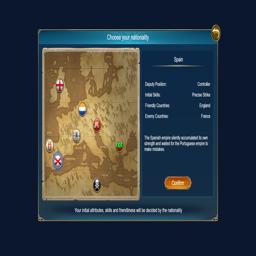 Choose your nationality
Spain
Deputy Position: Controller
Initial Skills: Precise Strike
Friendly Countries: England
Enemy Countries: France
The Spanish empire silently accumulated its own
strength and waited for the Portuguese empire to
make mistakes.
Confirm
Your initial attributes, skills and friendliness will be decided by the nationality